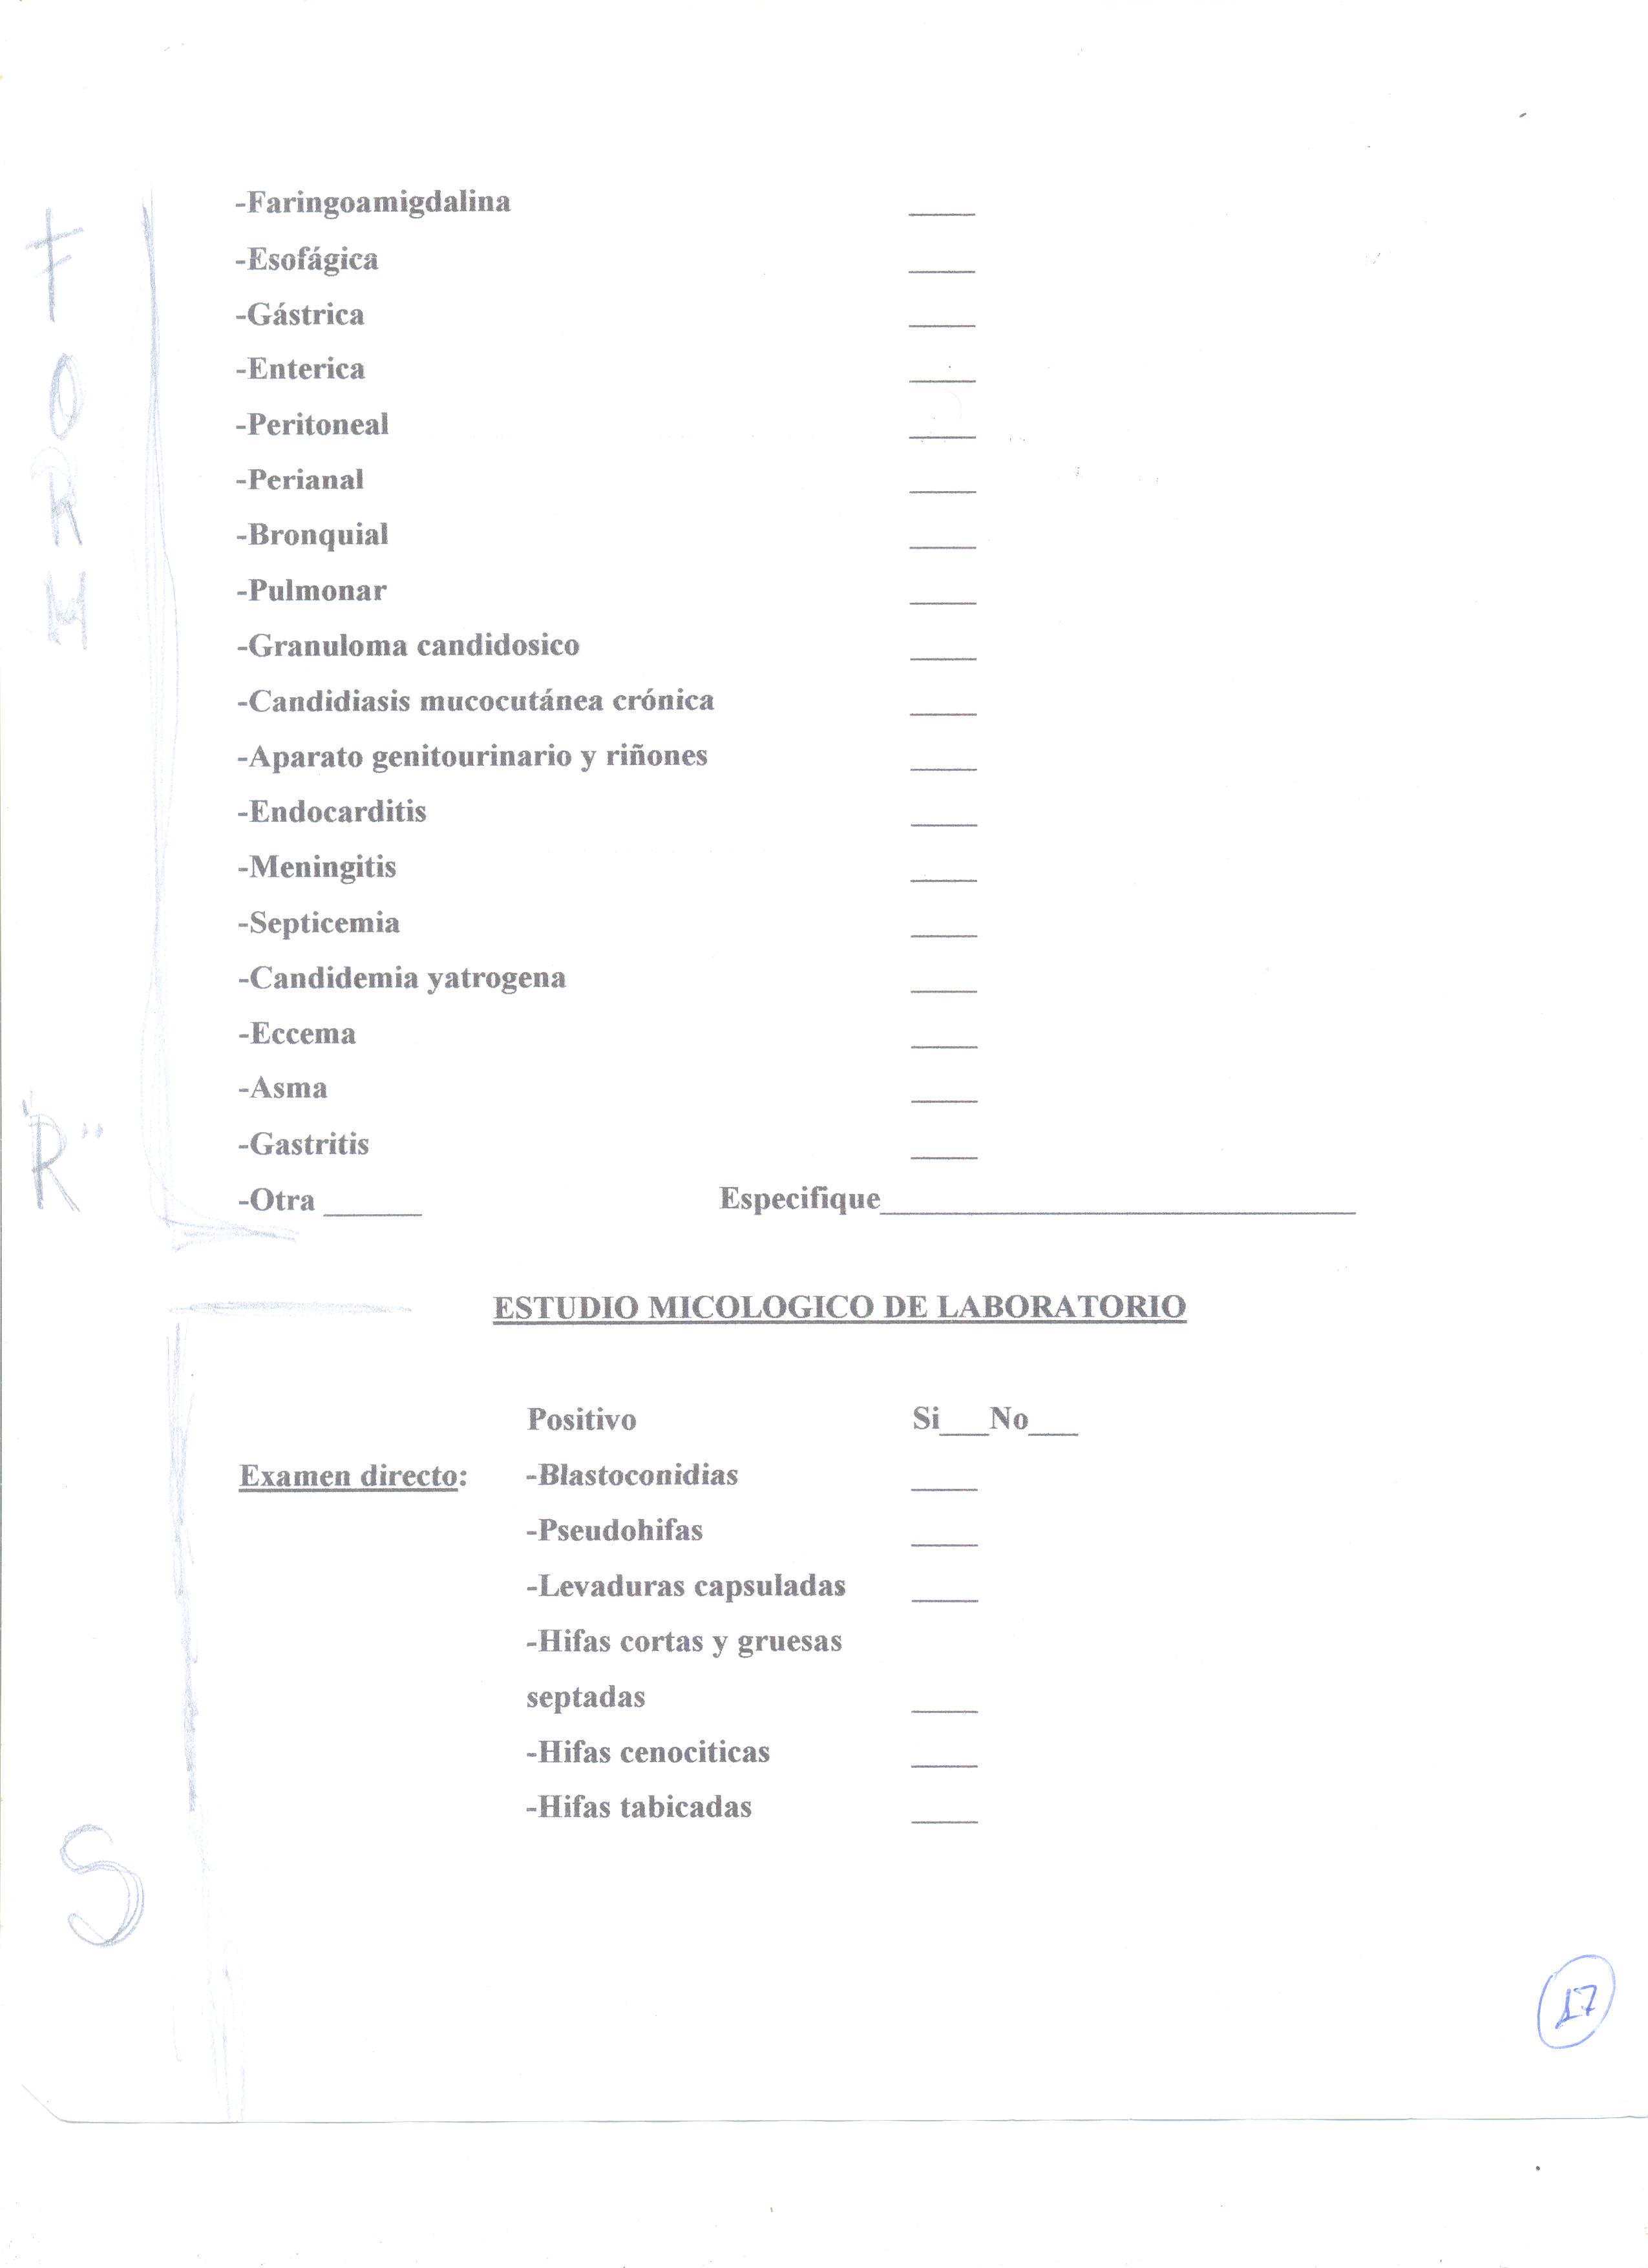 -Faringoamigdalina ____
-Esofágica ____
-Gástrica ____
-Enterica ____
-Peritoneal ____
-Perianal ____
-Bronquial ____
-Pulmonar ____
-Granuloma candidosico ____
-Candidiasis mucocutánea crónica ____
-Aparato genitourinario y riñones ____
-Endocarditis ____
-Meningitis ____
-Septicemia ____
-Candidemia yatrogena ____
-Eccema ____
-Asma ____
-Gastritis ____
-Otra ______ Especifique_____________________________
ESTUDIO MICOLOGICO DE LABORATORIO
Positivo Si___No___
Examen directo: -Blastoconidias ____
-Pseudohifas ____
-Levaduras capsuladas ____
-Hifas cortas y gruesas
septadas ____
-Hifas cenociticas ____
-Hifas tabicadas ____
F
O
R
M
"R"
S
17